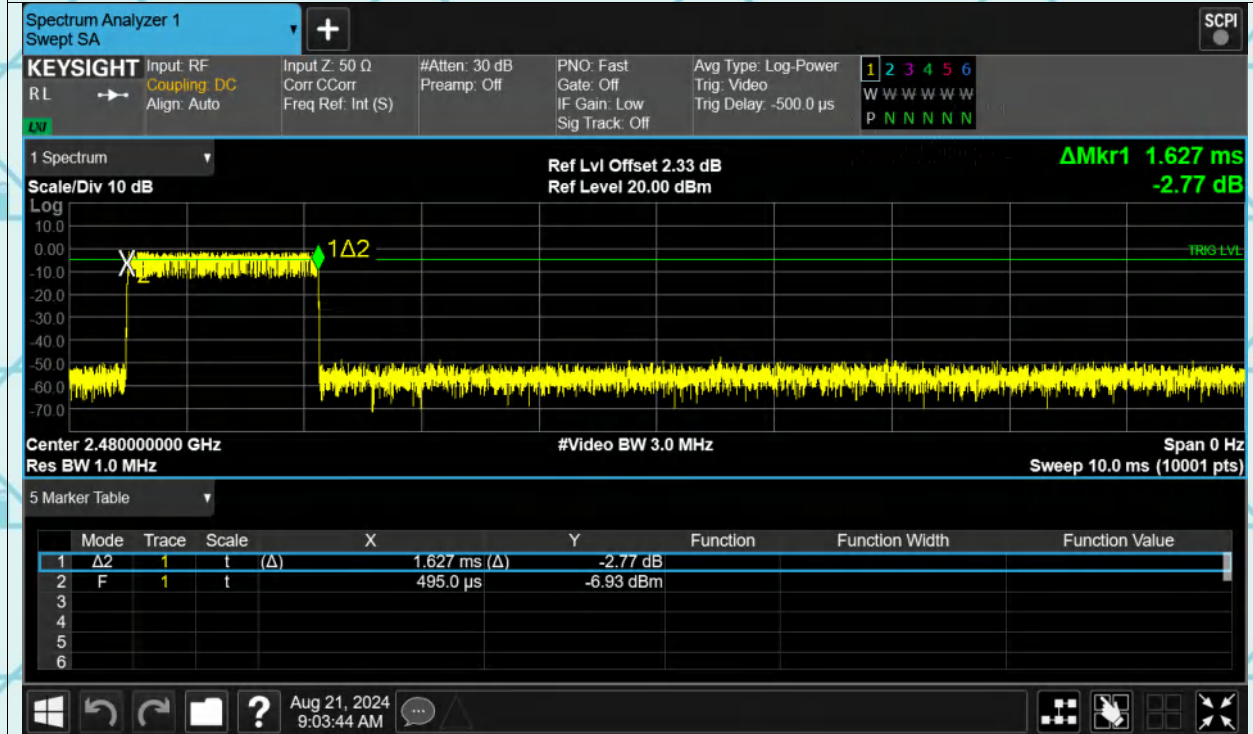 Spectrum Analyzer 1
Swept SA
+
SCPI
KEYSIGHT
RL
LXI
Input: RF
Coupling: DC
Align: Auto
Input Z: 50 Ω
Corr CCorr
Freq Ref: Int (S)
#Atten: 30 dB
Preamp: Off
PNO: Fast
Gate: Off
IF Gain: Low
Sig Track: Off
Avg Type: Log-Power
Trig: Video
Trig Delay: -500.0 µs
1 2 3 4 5 6
W W W W W W
P N N N N N
1 Spectrum
Scale/Div 10 dB
Ref Lvl Offset 2.33 dB
Ref Level 20.00 dBm
ΔMkr1 1.627 ms
-2.77 dB
Log
10.0
0.00
-10.0
-20.0
-30.0
-40.0
-50.0
-60.0
-70.0
X
2
1Δ2
TRIG LVL
Center 2.480000000 GHz
Res BW 1.0 MHz
#Video BW 3.0 MHz
Span 0 Hz
Sweep 10.0 ms (10001 pts)
5 Marker Table
Mode Trace Scale X Y Function Function Width Function Value
1 Δ2 1 t (Δ) 1.627 ms (Δ) -2.77 dB
2 F 1 t 495.0 µs -6.93 dBm
3
4
5
6
?
Aug 21, 2024
9:03:44 AM